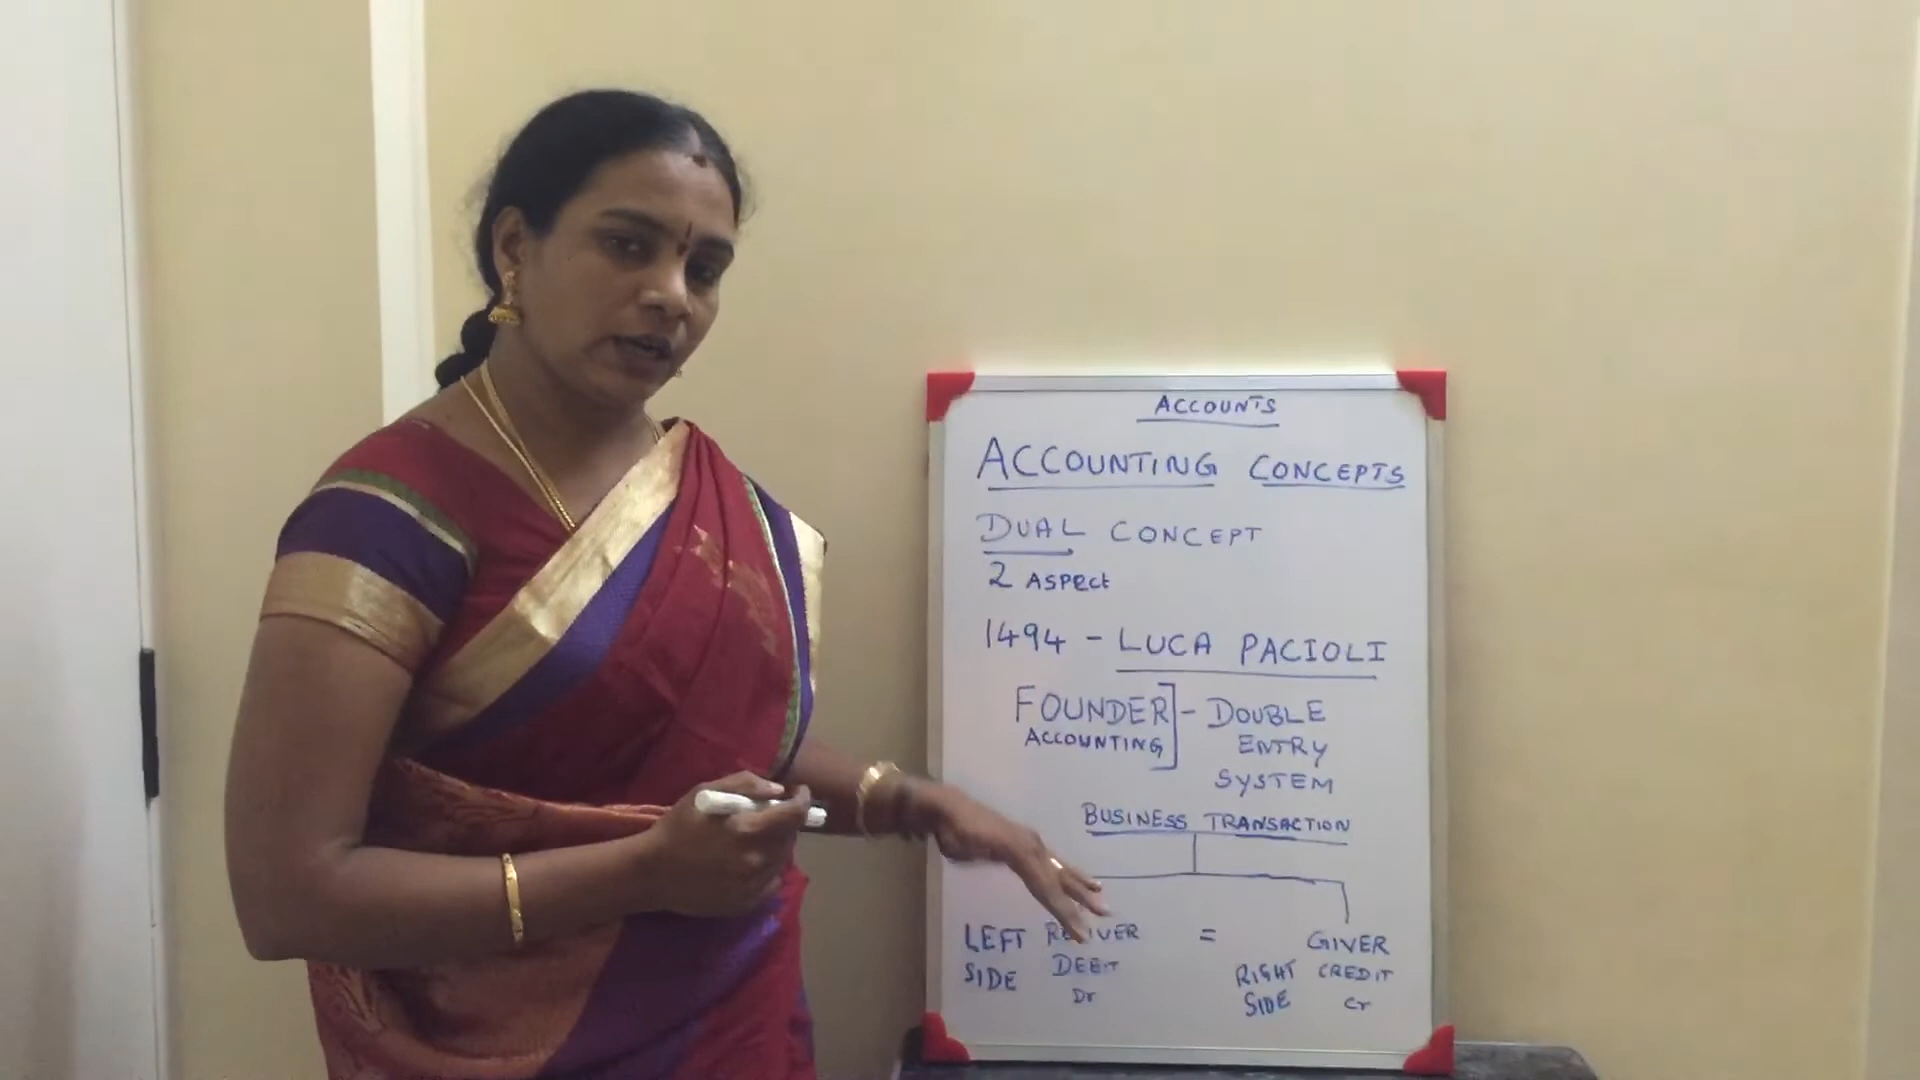 ACCOUNTS
ACCOUNTING CONCEPTS
DUAL CONCEPT
2 ASPECT
1494 - LUCA PACIOLI
FOUNDER ] - DOUBLE
ACCOUNTING ENTRY
SYSTEM
BUSINESS TRANSACTION
LEFT = GIVER
SIDE DEBIT RIGHT CREDIT
Dr SIDE Cr